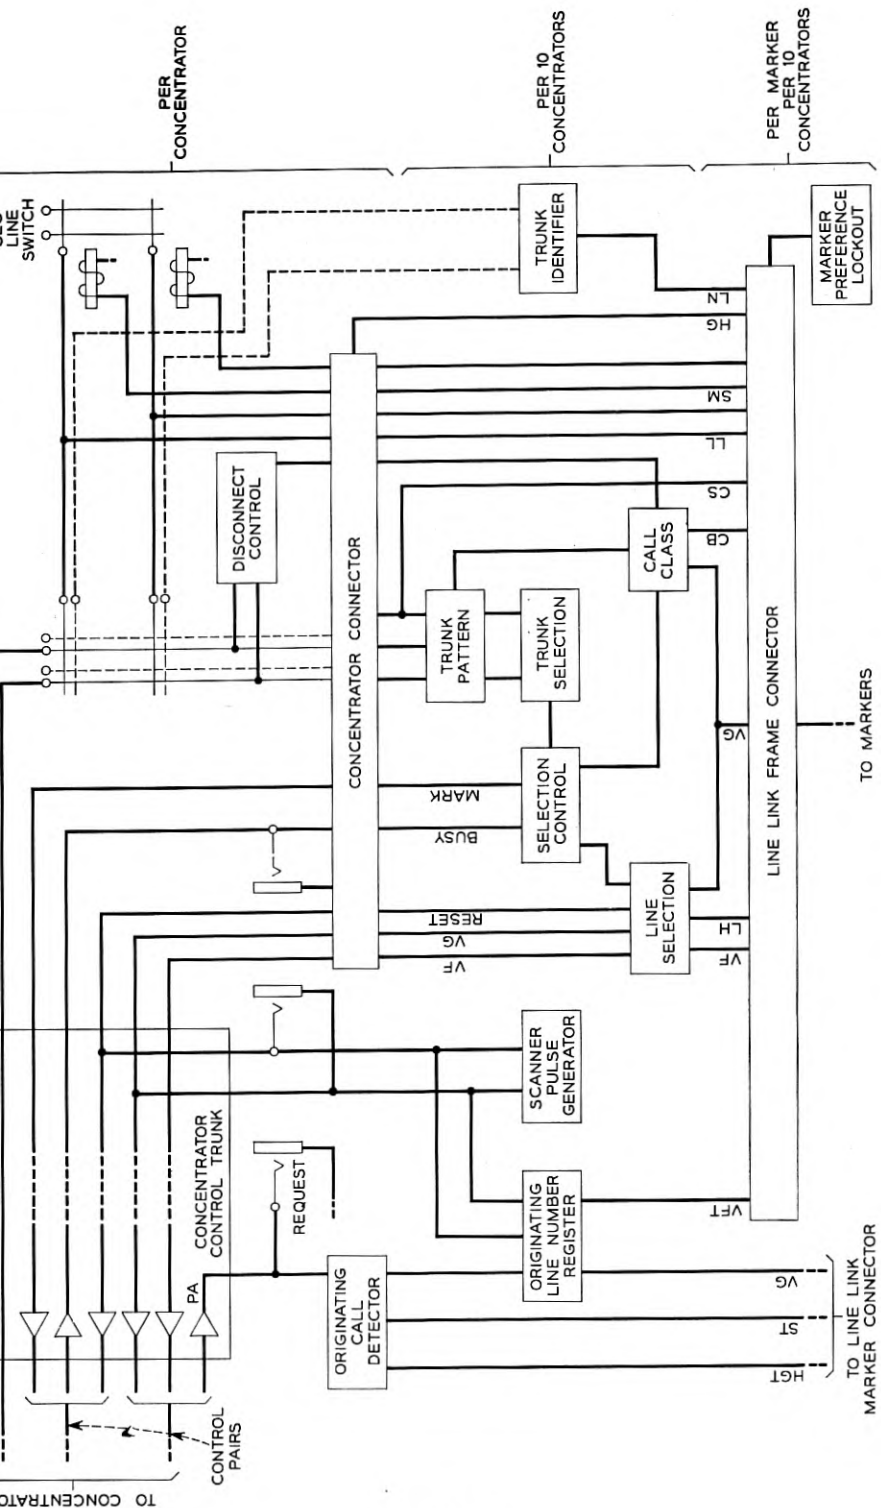 PER
CONCENTRATOR
PER 10
CONCENTRATORS
PER MARKER
PER 10
CONCENTRATORS
LINE
SWITCH
TRUNK
IDENTIFIER
MARKER
PREFERENCE
LOCKOUT
LN
HG
SM
LL
CS
CB
VG
DISCONNECT
CONTROL
CALL
CLASS
CONCENTRATOR CONNECTOR
TRUNK
PATTERN
TRUNK
SELECTION
SELECTION
CONTROL
MARK
BUSY
RESET
VG
VF
LINE
SELECTION
LH
VF
LINE LINK FRAME CONNECTOR
TO MARKERS
SCANNER
PULSE
GENERATOR
CONCENTRATOR
CONTROL TRUNK
REQUEST
PA
ORIGINATING
LINE NUMBER
REGISTER
VFT
ORIGINATING
CALL
DETECTOR
VG
ST
HGT
TO LINE LINK
MARKER CONNECTOR
CONTROL
PAIRS
TO CONCENTRATO